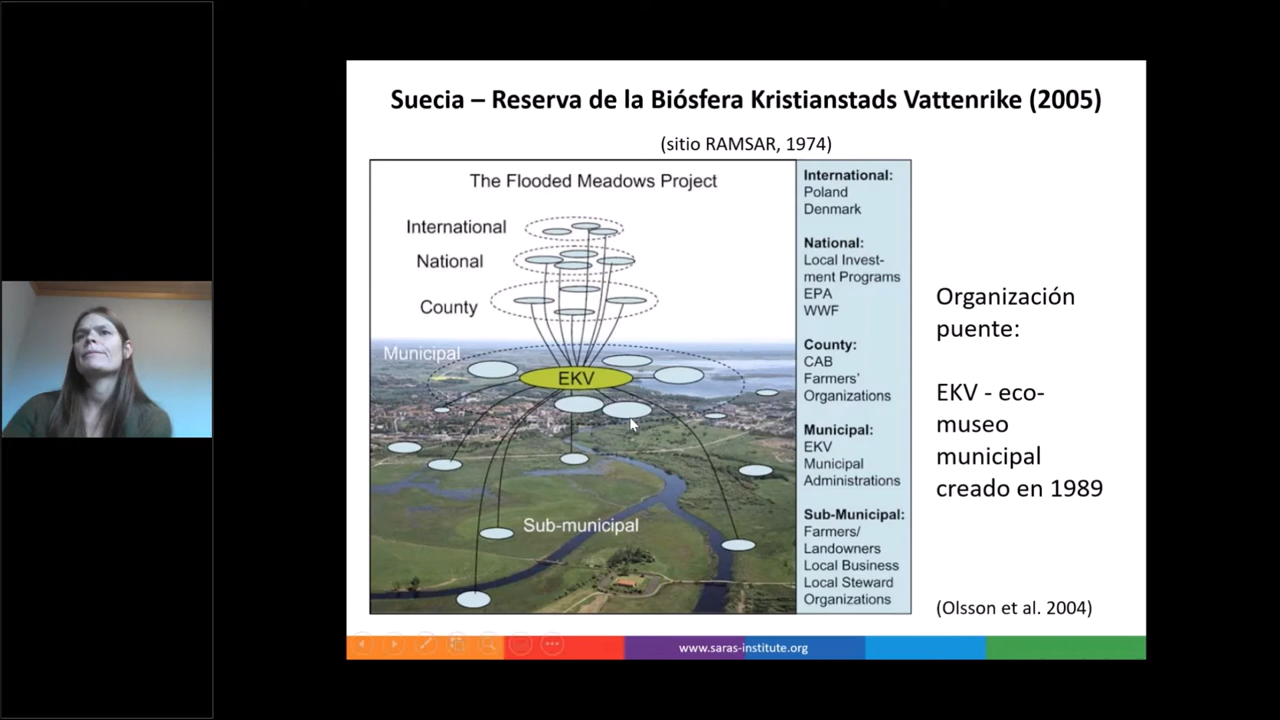 Suecia – Reserva de la Biósfera Kristianstads Vattenrike (2005)
(sitio RAMSAR, 1974)
The Flooded Meadows Project
International
National
County
Municipal
EKV
Sub-municipal
International:
Poland
Denmark
National:
Local Invest-
ment Programs
EPA
WWF
County:
CAB
Farmers'
Organizations
Municipal:
EKV
Municipal
Administrations
Sub-Municipal:
Farmers/
Landowners
Local Business
Local Steward
Organizations
Organización
puente:
EKV - eco-
museo
municipal
creado en 1989
(Olsson et al. 2004)
www.saras-institute.org